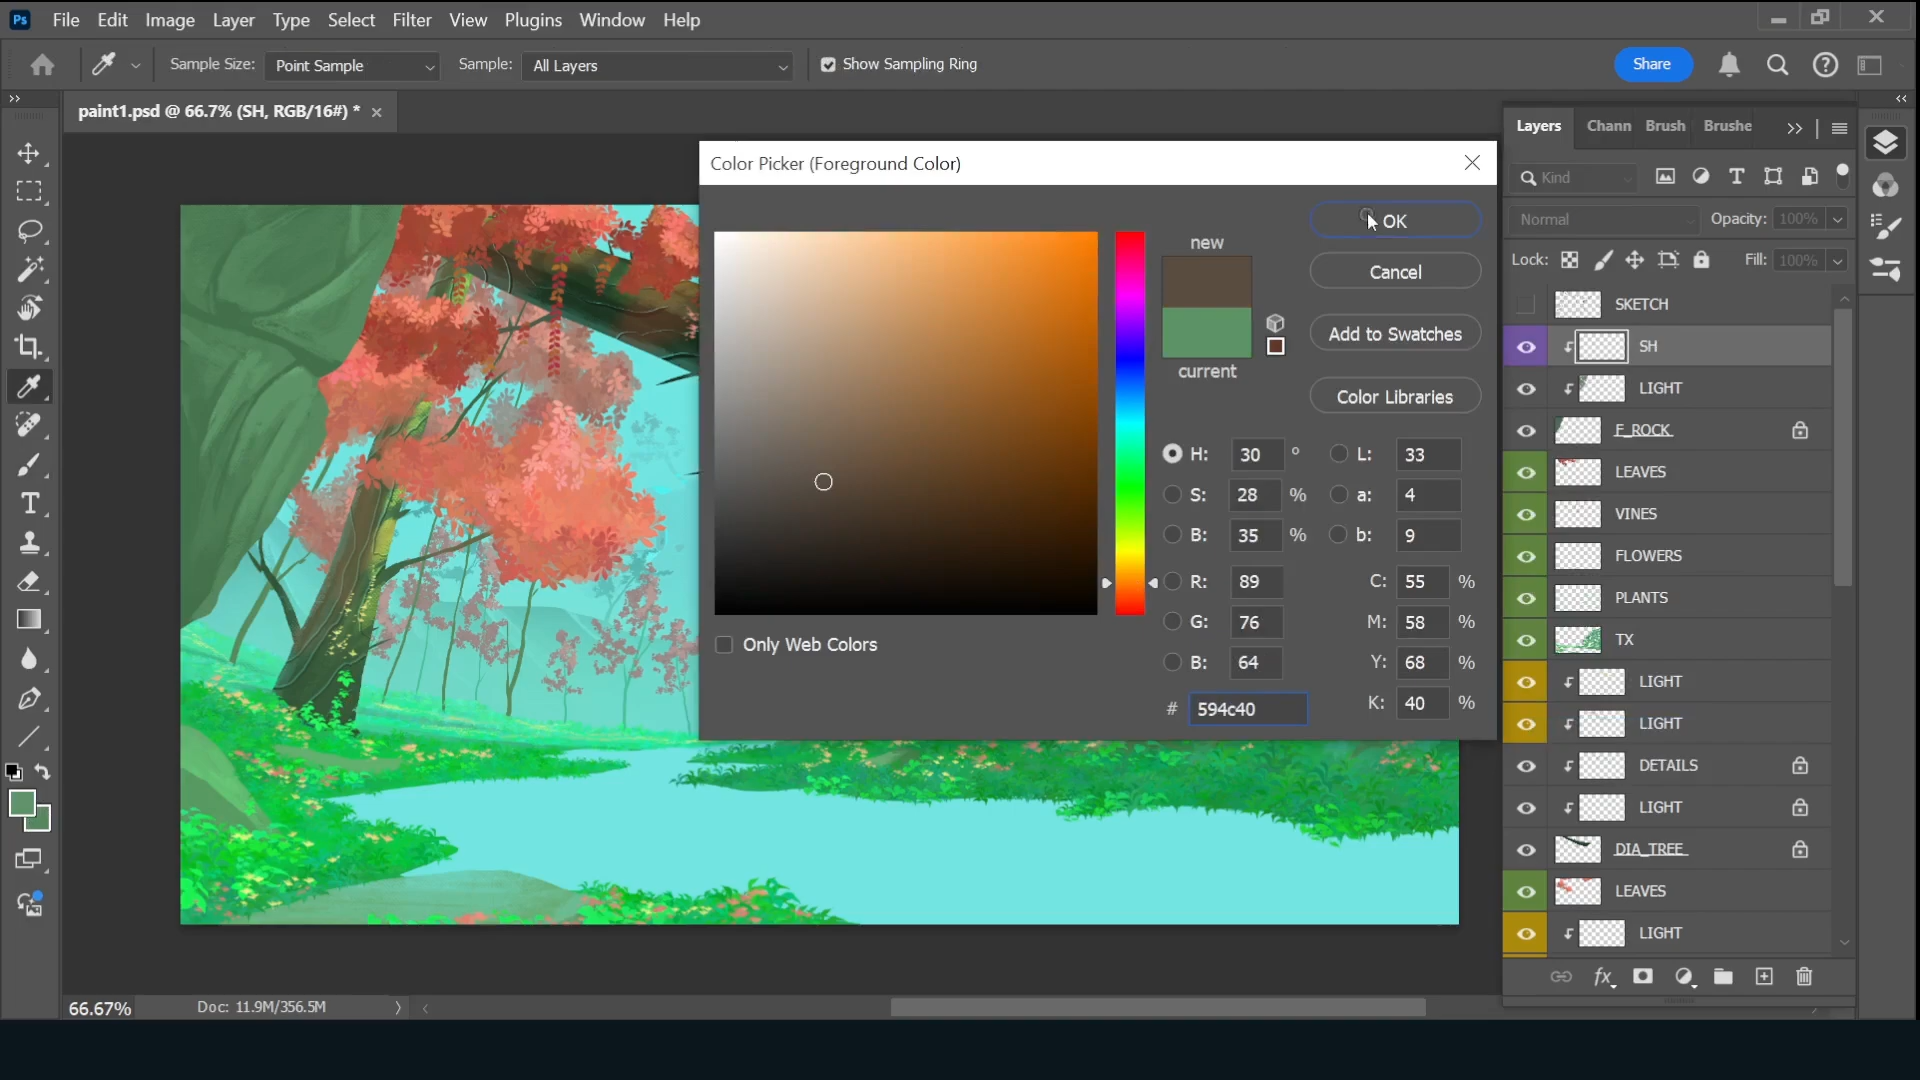 Ps File Edit Image Layer Type Select Filter View Plugins Window Help
Sample Size: Point Sample Sample: All Layers Show Sampling Ring Share
paint1.psd @ 66.7% (SH, RGB/16#) *
Color Picker (Foreground Color)
OK
new
Cancel
Add to Swatches
current
Color Libraries
H: 30 ° L: 33
S: 28 % a: 4
B: 35 % b: 9
R: 89 C: 55 %
G: 76 M: 58 %
B: 64 Y: 68 %
# 594c40 K: 40 %
Only Web Colors
Layers Chann Brush Brushe
Kind
Normal Opacity: 100%
Lock: Fill: 100%
SKETCH
SH
LIGHT
F_ROCK
LEAVES
VINES
FLOWERS
PLANTS
TX
LIGHT
LIGHT
DETAILS
LIGHT
DIA_TREE
LEAVES
LIGHT
fx
66.67% Doc: 11.9M/356.5M